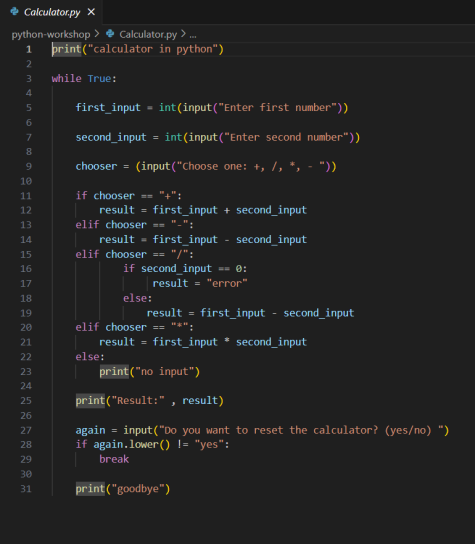 Calculator.py ×
python-workshop > Calculator.py > ...
1 print("calculator in python")
2
3 while True:
4
5     first_input = int(input("Enter first number"))
6
7     second_input = int(input("Enter second number"))
8
9     chooser = (input("Choose one: +, /, *, - "))
10
11     if chooser == "+":
12         result = first_input + second_input
13     elif chooser == "-":
14         result = first_input - second_input
15     elif chooser == "/":
16             if second_input == 0:
17                 result = "error"
18             else:
19                 result = first_input - second_input
20     elif chooser == "*":
21         result = first_input * second_input
22     else:
23         print("no input")
24
25     print("Result:" , result)
26
27     again = input("Do you want to reset the calculator? (yes/no) ")
28     if again.lower() != "yes":
29         break
30
31     print("goodbye")